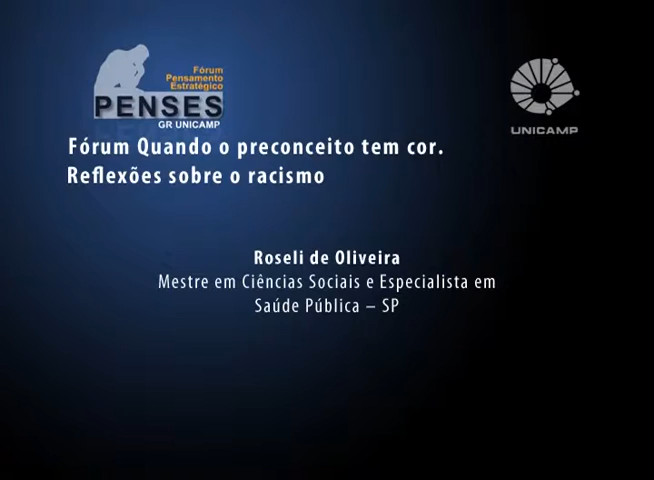 Fórum
Pensamento
Estratégico
PENSES
GR UNICAMP
UNICAMP
Fórum Quando o preconceito tem cor.
Reflexões sobre o racismo
Roseli de Oliveira
Mestre em Ciências Sociais e Especialista em
Saúde Pública – SP